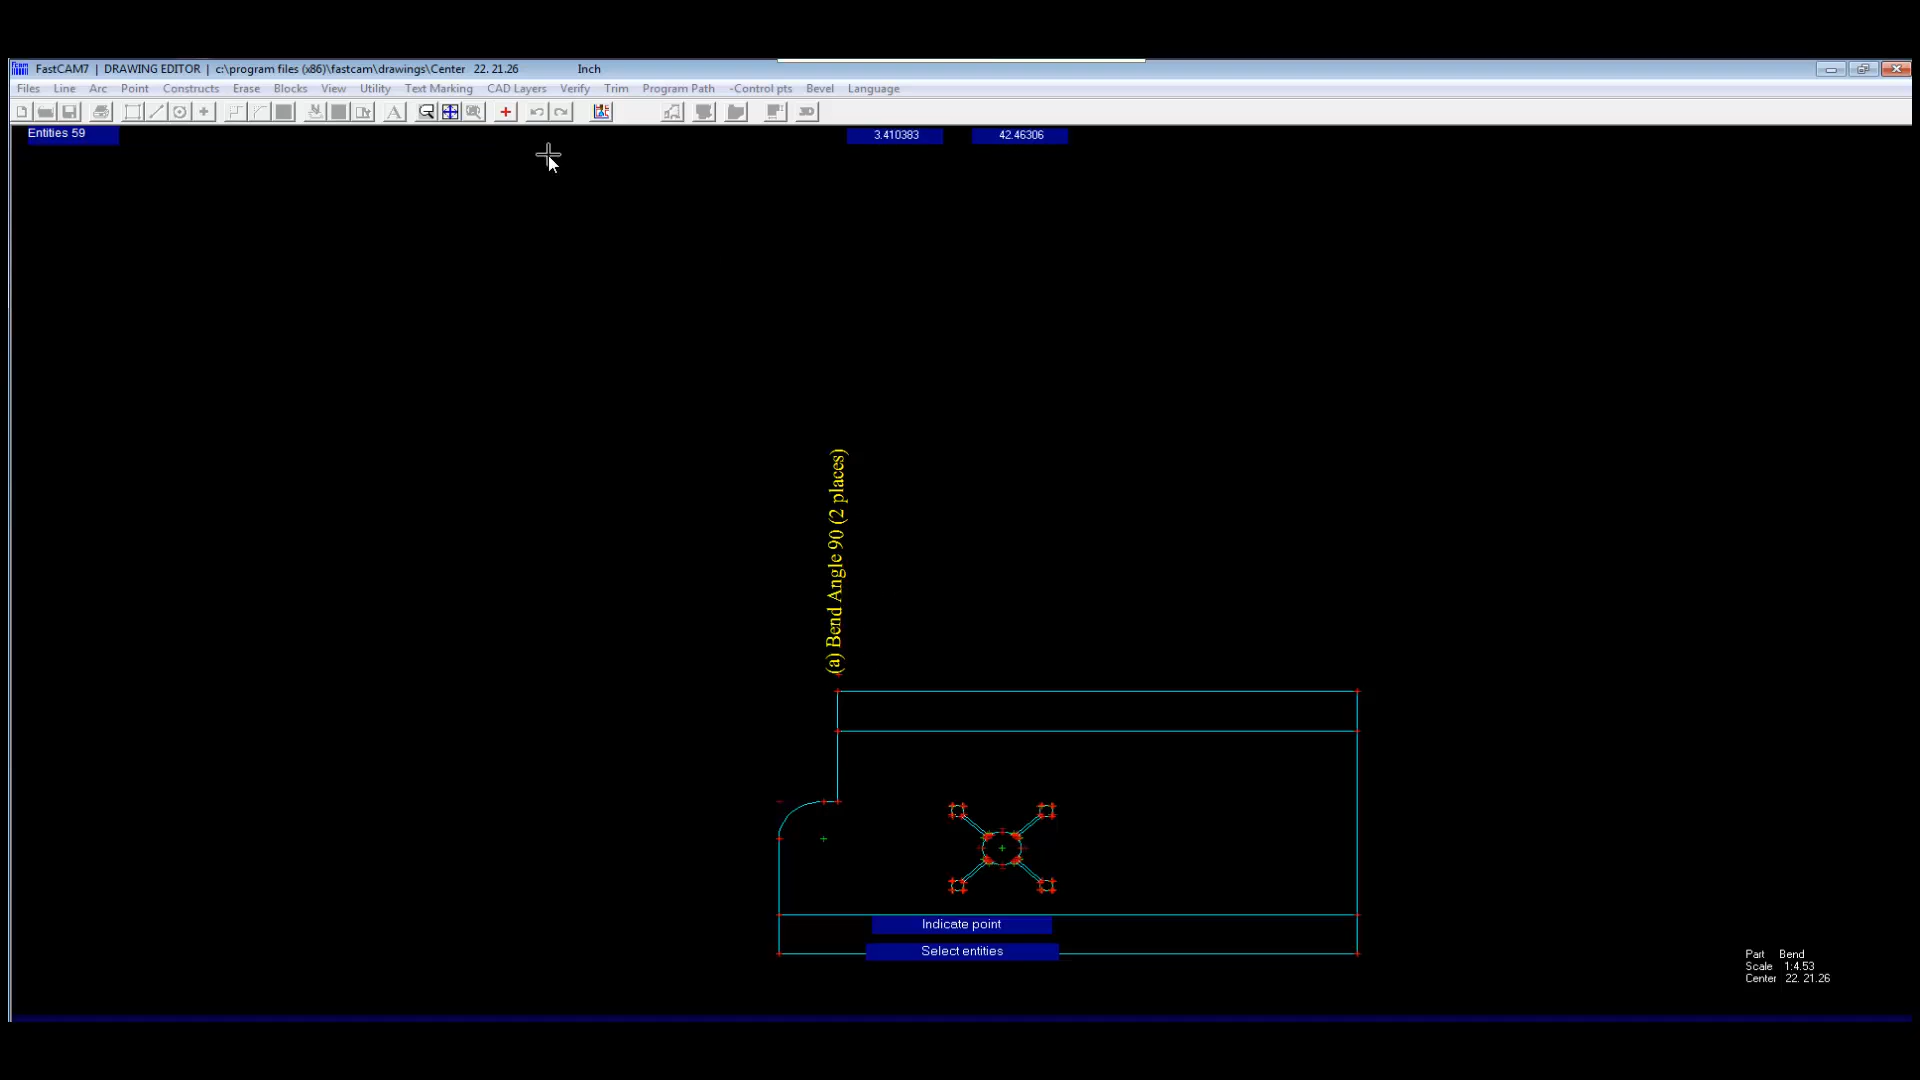 FastCAM7 | DRAWING EDITOR | c:\program files (x86)\fastcam\drawings\Center 22. 21.26 Inch
Files Line Arc Point Constructs Erase Blocks View Utility Text Marking CAD Layers Verify Trim Program Path -Control pts Bevel Language
A 3D
Entities 59 3.410383 42.46306
(a) Bend Angle 90 (2 places)
Indicate point
Select entities
Part Bend
Scale 1:4.53
Center 22. 21.26